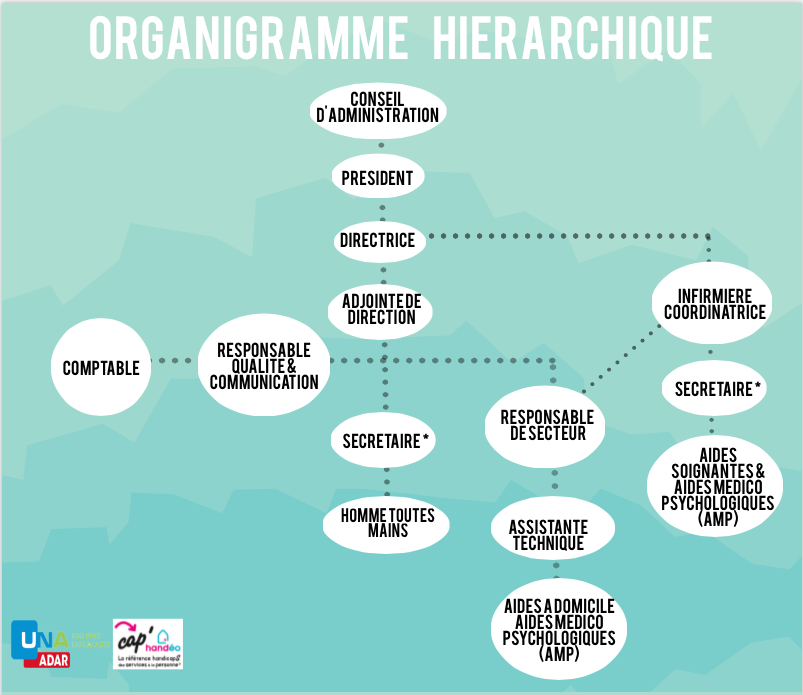 ORGANIGRAMME HIERARCHIQUE
CONSEIL
D'ADMINISTRATION
PRESIDENT
DIRECTRICE
ADJOINTE DE
DIRECTION
INFIRMIERE
COORDINATRICE
COMPTABLE
RESPONSABLE
QUALITE &
COMMUNICATION
SECRETAIRE *
RESPONSABLE
DE SECTEUR
SECRETAIRE *
HOMME TOUTES
MAINS
AIDES
SOIGNANTES &
AIDES MEDICO
PSYCHOLOGIQUES
(AMP)
ASSISTANTE
TECHNIQUE
AIDES A DOMICILE
AIDES MEDICO
PSYCHOLOGIQUES
(AMP)
UNA
ADAR
cap'
handéo
La référence handicap
des services à la personne